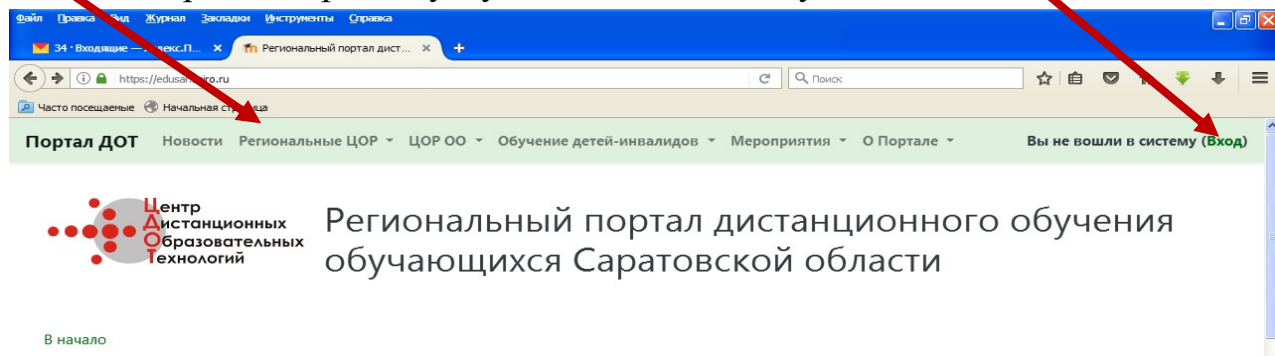 Файл Правка Вид Журнал Закладки Инструменты Справка
34 · Входящие — Региональный портал дист...
https://edusar
Поиск
Часто посещаемые Начальная
Портал ДОТ Новости Региональные ЦОР ЦОР ОО Обучение детей-инвалидов Мероприятия О Портале Вы не вошли в систему (Вход)
Центр
Дистанционных
Образовательных
Технологий
Региональный портал дистанционного обучения
обучающихся Саратовской области
В начало